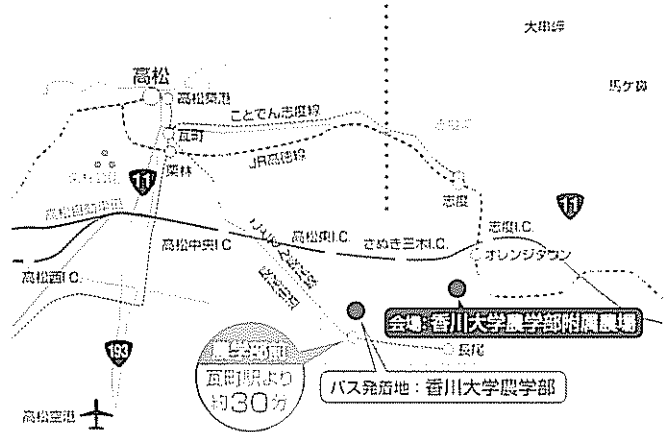 大串岬
馬ケ鼻
高松
高松築港
ことでん志度線
瓦町
JR高徳線
栗林
志度
11
11
高松自動車道
高松中央I.C
高松東I.C.
さぬき三木I.C.
志度I.C.
オレンジタウン
高松西I.C.
会場:香川大学農学部附属農場
農学部前
瓦町駅より
約30分
長尾
バス発着地:香川大学農学部
193
高松空港